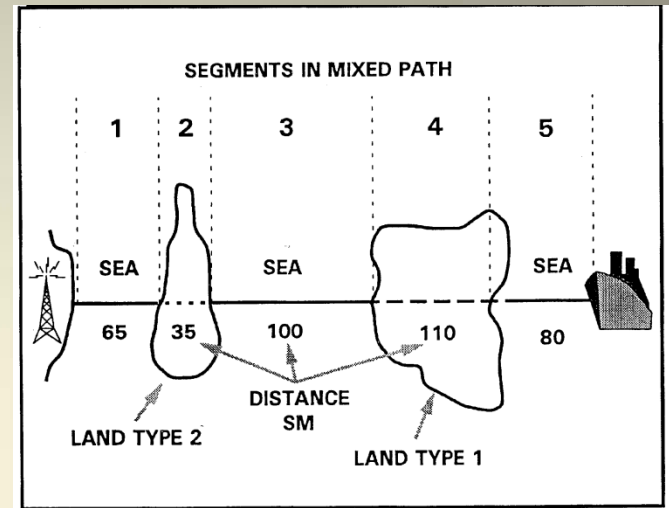 SEGMENTS IN MIXED PATH
1 2 3 4 5
SEA SEA SEA
65 35 100 110 80
DISTANCE
SM
LAND TYPE 2
LAND TYPE 1